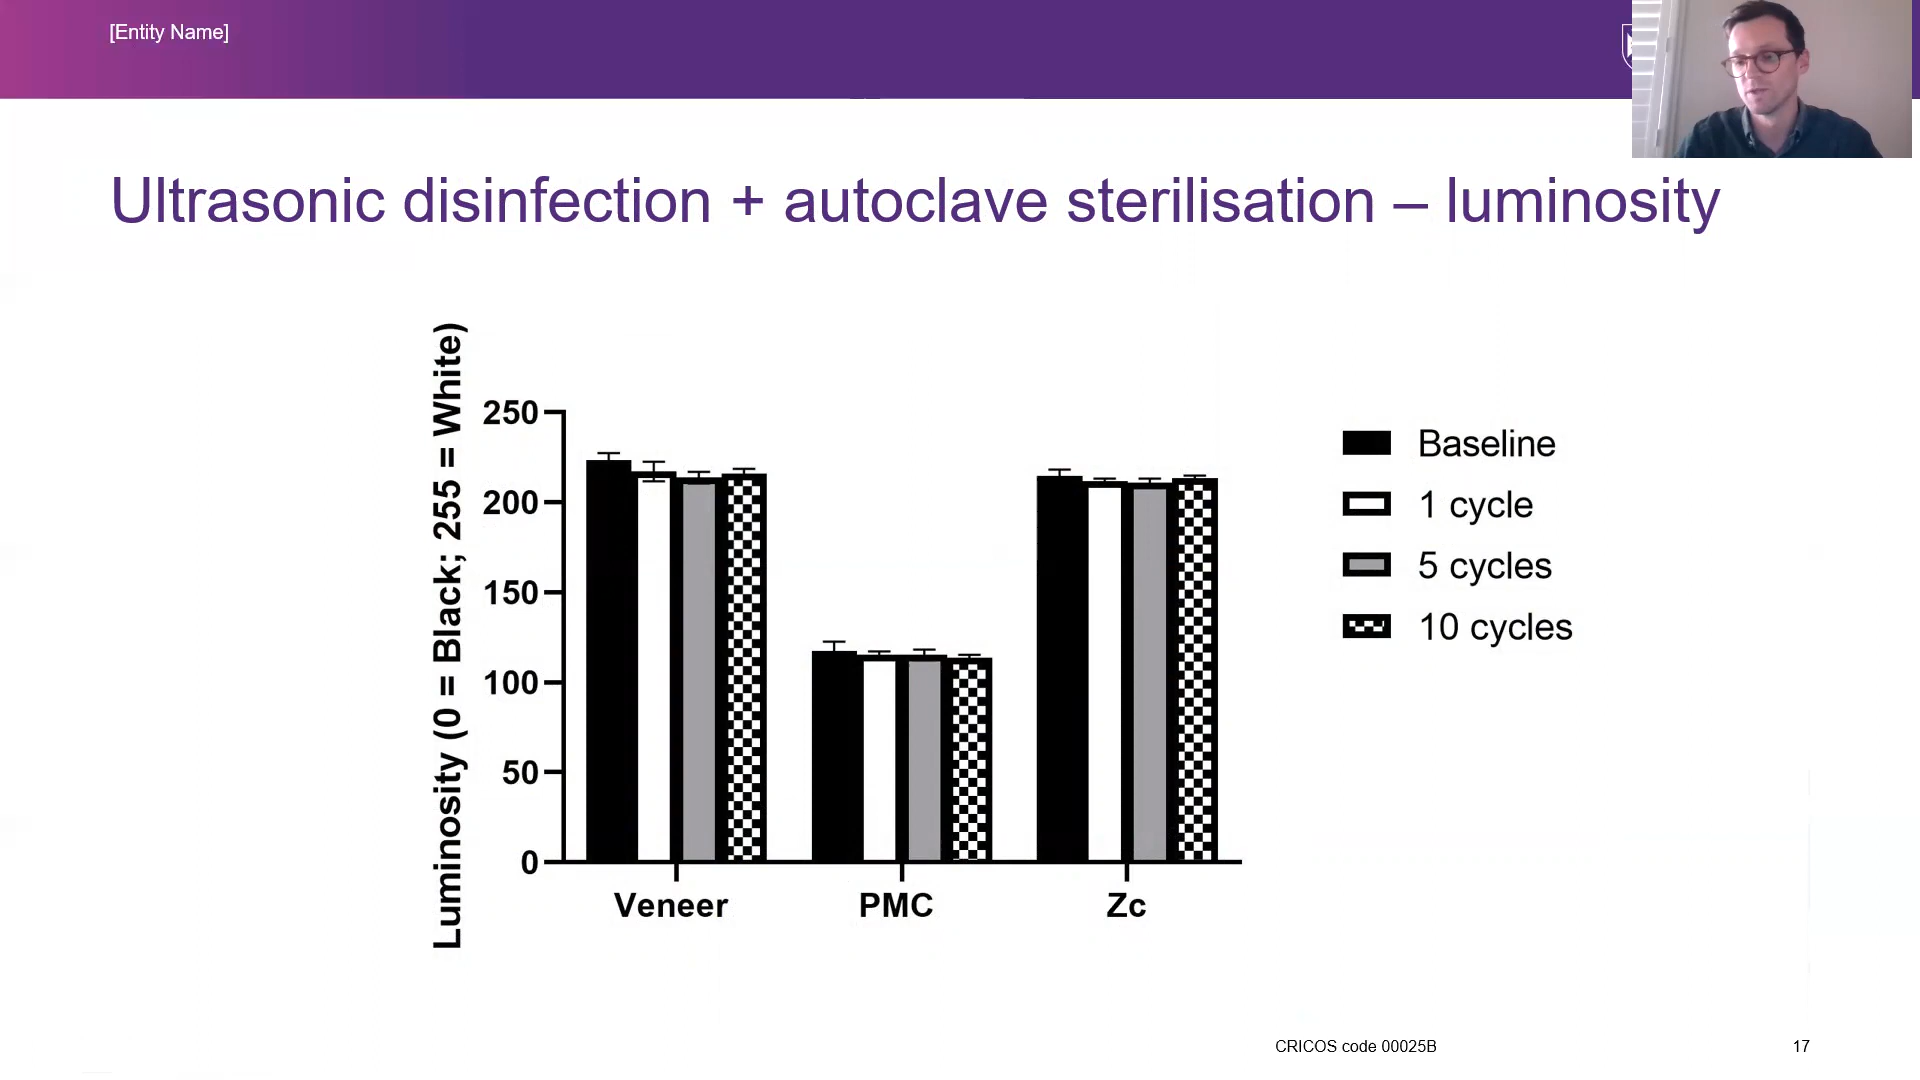 [Entity Name]
Ultrasonic disinfection + autoclave sterilisation – luminosity
Luminosity (0 = Black; 255 = White)
250
200
150
100
50
0
Veneer
PMC
Zc
Baseline
1 cycle
5 cycles
10 cycles
CRICOS code 00025B
17